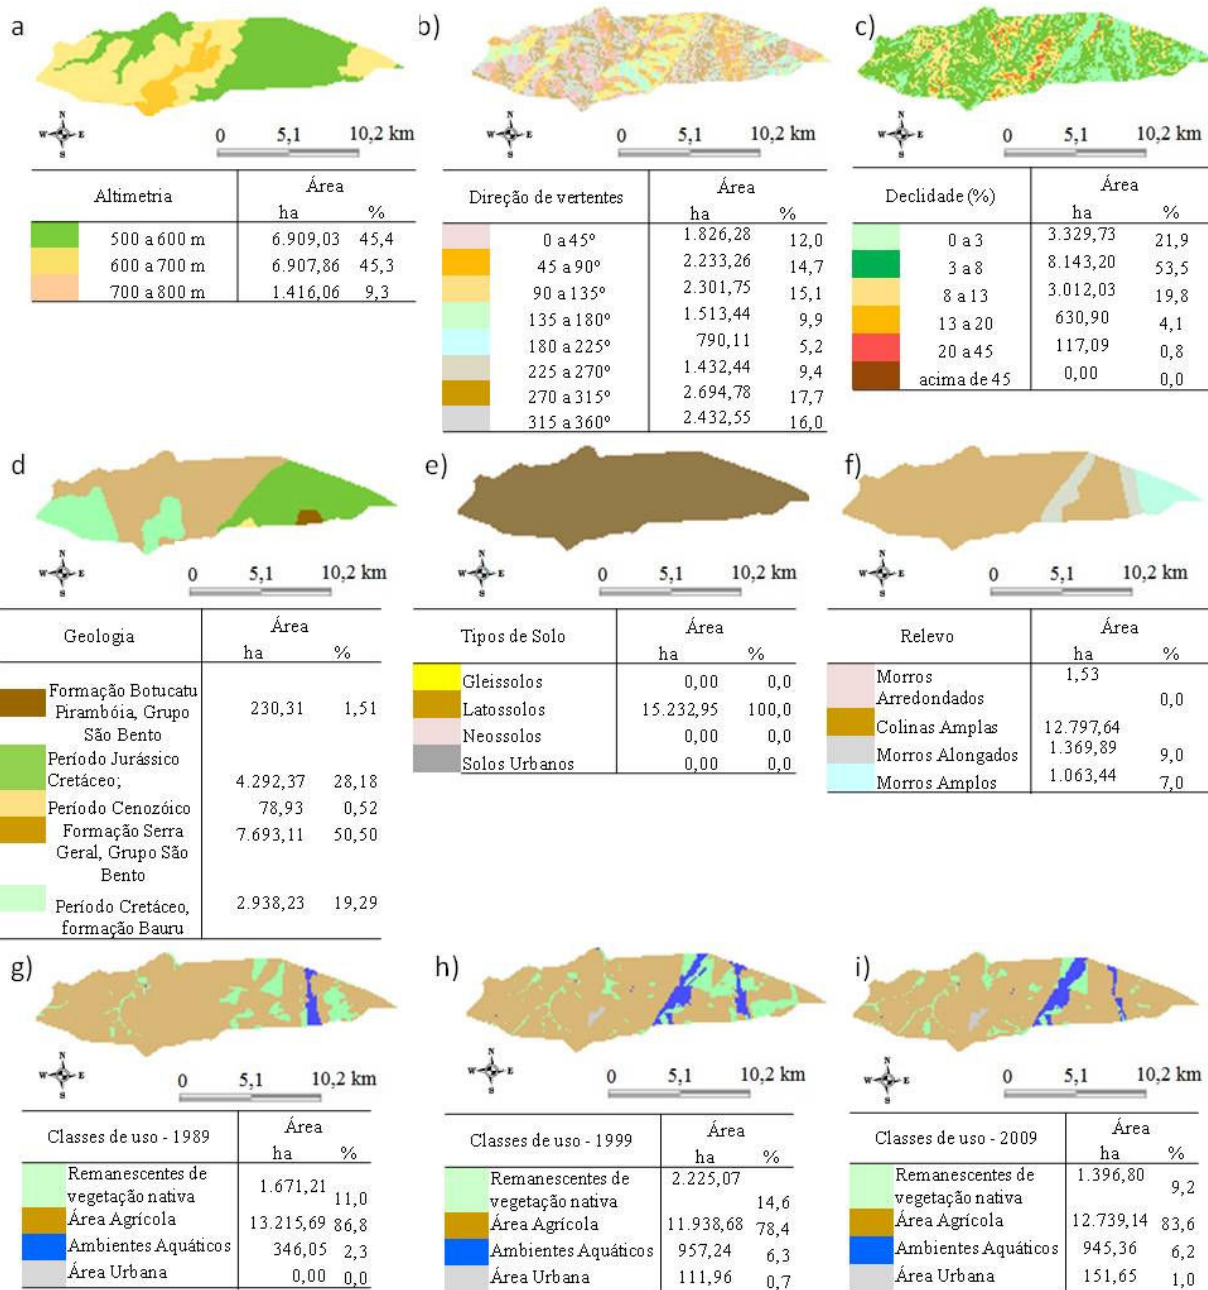 a
N
W E
S
0 5,1 10,2 km
Altimetria Área
ha %
500 a 600 m 6.909,03 45,4
600 a 700 m 6.907,86 45,3
700 a 800 m 1.416,06 9,3
b)
N
W E
S
0 5,1 10,2 km
Direção de vertentes Área
ha %
0 a 45º 1.826,28 12,0
45 a 90º 2.233,26 14,7
90 a 135º 2.301,75 15,1
135 a 180º 1.513,44 9,9
180 a 225º 790,11 5,2
225 a 270º 1.432,44 9,4
270 a 315º 2.694,78 17,7
315 a 360º 2.432,55 16,0
c)
N
W E
S
0 5,1 10,2 km
Declidade (%) Área
ha %
0 a 3 3.329,73 21,9
3 a 8 8.143,20 53,5
8 a 13 3.012,03 19,8
13 a 20 630,90 4,1
20 a 45 117,09 0,8
acima de 45 0,00 0,0
d
N
W E
S
0 5,1 10,2 km
Geologia Área
ha %
Formação Botucatu
Pirambóia, Grupo 230,31 1,51
São Bento
Período Jurássico
Cretáceo; 4.292,37 28,18
Período Cenozóico 78,93 0,52
Formação Serra 7.693,11 50,50
Geral, Grupo São
Bento
Período Cretáceo, 2.938,23 19,29
formação Bauru
e)
N
W E
S
0 5,1 10,2 km
Tipos de Solo Área
ha %
Gleissolos 0,00 0,0
Latossolos 15.232,95 100,0
Neossolos 0,00 0,0
Solos Urbanos 0,00 0,0
f)
N
W E
S
0 5,1 10,2 km
Relevo Área
ha %
Morros 1,53
Arredondados 0,0
Colinas Amplas 12.797,64
Morros Alongados 1.369,89 9,0
Morros Amplos 1.063,44 7,0
g)
N
W E
S
0 5,1 10,2 km
Classes de uso - 1989 Área
ha %
Remanescentes de 1.671,21
vegetação nativa 11,0
Área Agrícola 13.215,69 86,8
Ambientes Aquáticos 346,05 2,3
Área Urbana 0,00 0,0
h)
N
W E
S
0 5,1 10,2 km
Classes de uso - 1999 Área
ha %
Remanescentes de 2.225,07
vegetação nativa 14,6
Área Agrícola 11.938,68 78,4
Ambientes Aquáticos 957,24 6,3
Área Urbana 111,96 0,7
i)
N
W E
S
0 5,1 10,2 km
Classes de uso - 2009 Área
ha %
Remanescentes de 1.396,80
vegetação nativa 9,2
Área Agrícola 12.739,14 83,6
Ambientes Aquáticos 945,36 6,2
Área Urbana 151,65 1,0